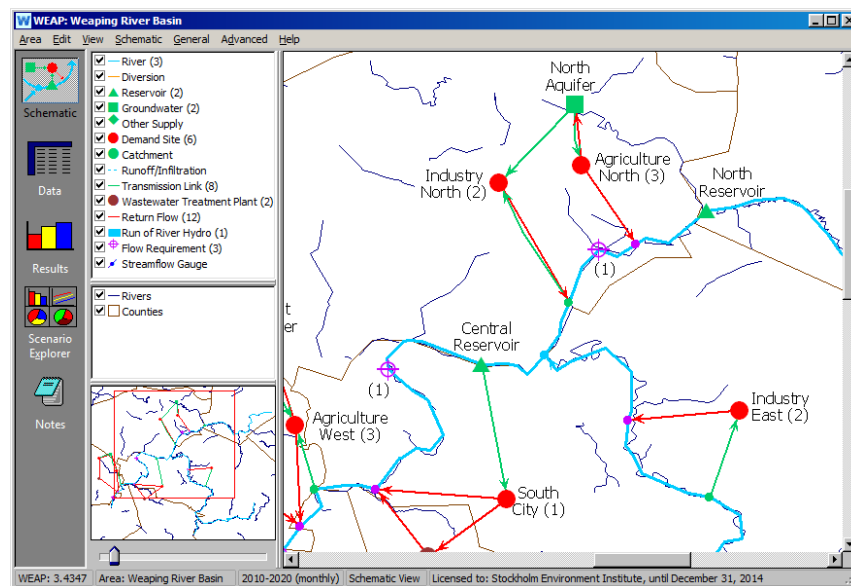 WEAP: Weaping River Basin
Area Edit View Schematic General Advanced Help
Schematic
Data
Results
Scenario
Explorer
Notes
River (3)
Diversion
Reservoir (2)
Groundwater (2)
Other Supply
Demand Site (6)
Catchment
Runoff/Infiltration
Transmission Link (8)
Wastewater Treatment Plant (2)
Return Flow (12)
Run of River Hydro (1)
Flow Requirement (3)
Streamflow Gauge
Rivers
Counties
North
Aquifer
Industry
North (2)
Agriculture
North (3)
North
Reservoir
(1)
Central
Reservoir
(1)
Agriculture
West (3)
Industry
East (2)
South
City (1)
WEAP: 3.4347 Area: Weaping River Basin 2010-2020 (monthly) Schematic View Licensed to: Stockholm Environment Institute, until December 31, 2014